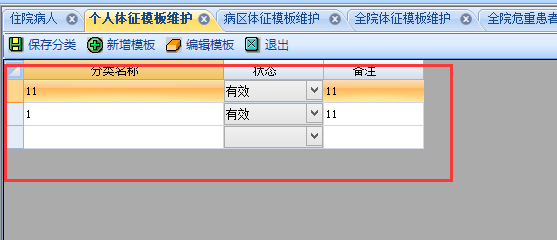 住院病人 个人体征模板维护 病区体征模板维护 全院体征模板维护 全院危重患者
保存分类 新增模板 编辑模板 退出
分类名称 状态 备注
11 有效 11
1 有效 11